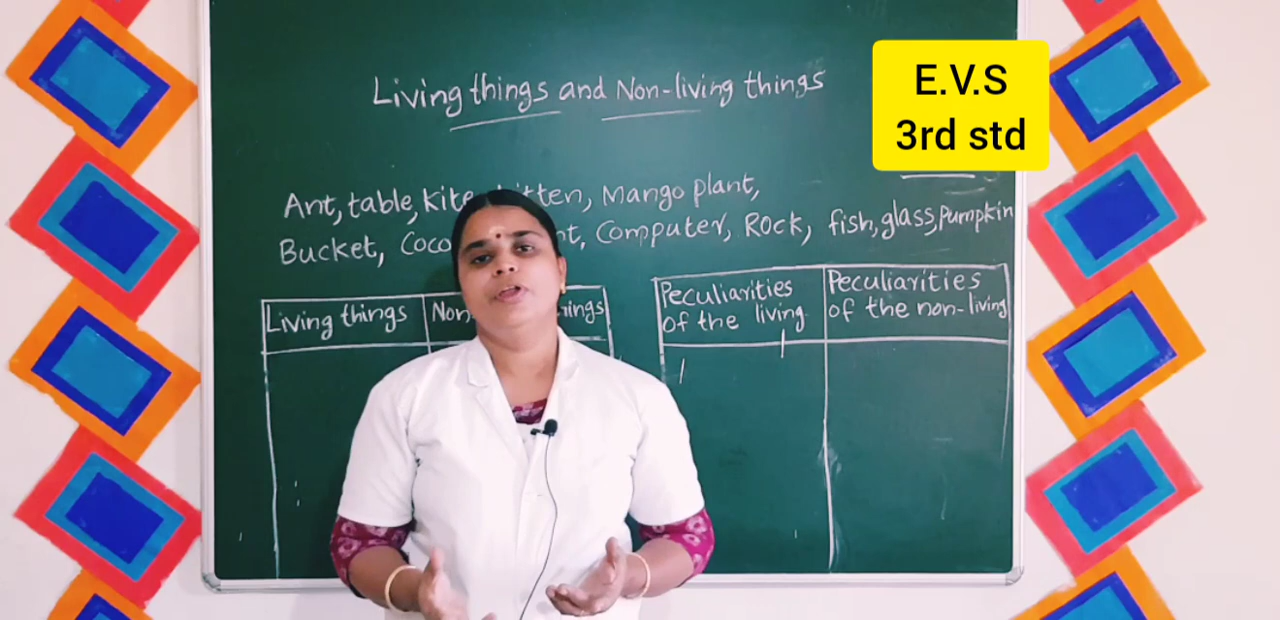 Living things and Non-living things
E.V.S
3rd std
Ant, table, kite, Mango plant,
Bucket, Computer, Rock, fish, glass, Pumpkin
Living things
Peculiarities
of the living
Peculiarities
of the non-living